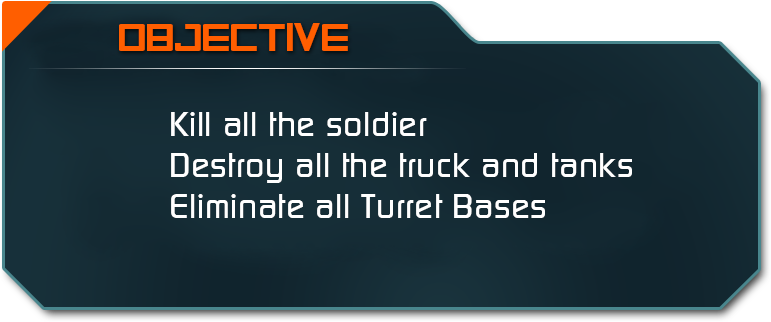 OBJECTIVE
Kill all the soldier
Destroy all the truck and tanks
Eliminate all Turret Bases